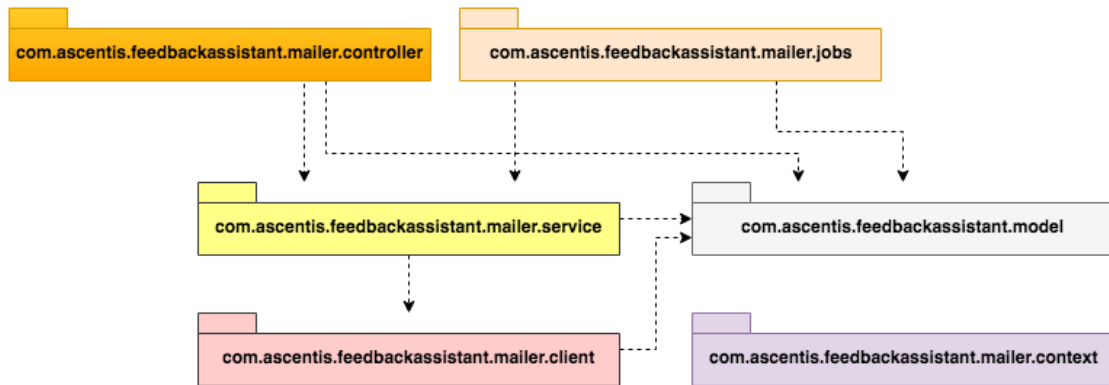 com.ascentis.feedbackassistant.mailer.controller
com.ascentis.feedbackassistant.mailer.jobs
com.ascentis.feedbackassistant.mailer.service
com.ascentis.feedbackassistant.model
com.ascentis.feedbackassistant.mailer.client
com.ascentis.feedbackassistant.mailer.context